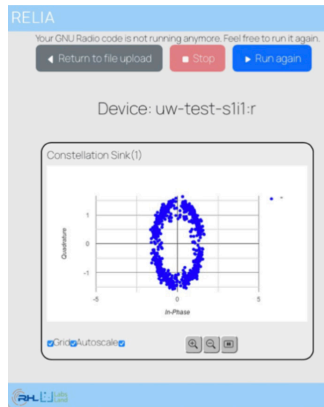 RELIA
Your GNU Radio code is not running anymore. Feel free to run it again.
Return to file upload
Stop
Run again
Device: uw-test-s1i1:r
Constellation Sink(1)
1
0
-1
Quadrature
-5
0
5
In-Phase
Grid Autoscale
RHL